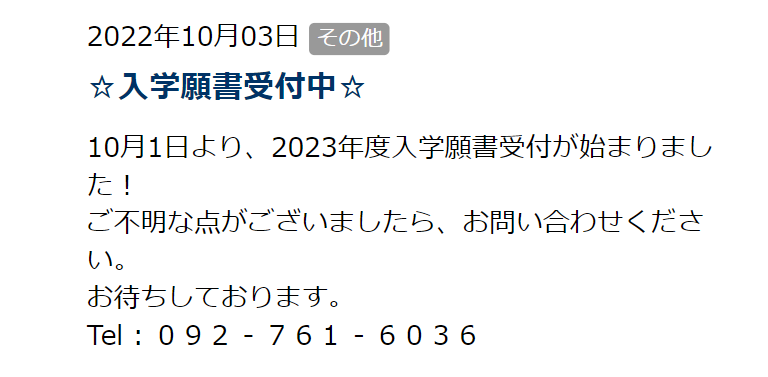 2022年10月03日 その他
☆入学願書受付中☆
10月1日より、2023年度入学願書受付が始まりまし
た！
ご不明な点がございましたら、お問い合わせくださ
い。
お待ちしております。
Tel：０９２－７６１－６０３６